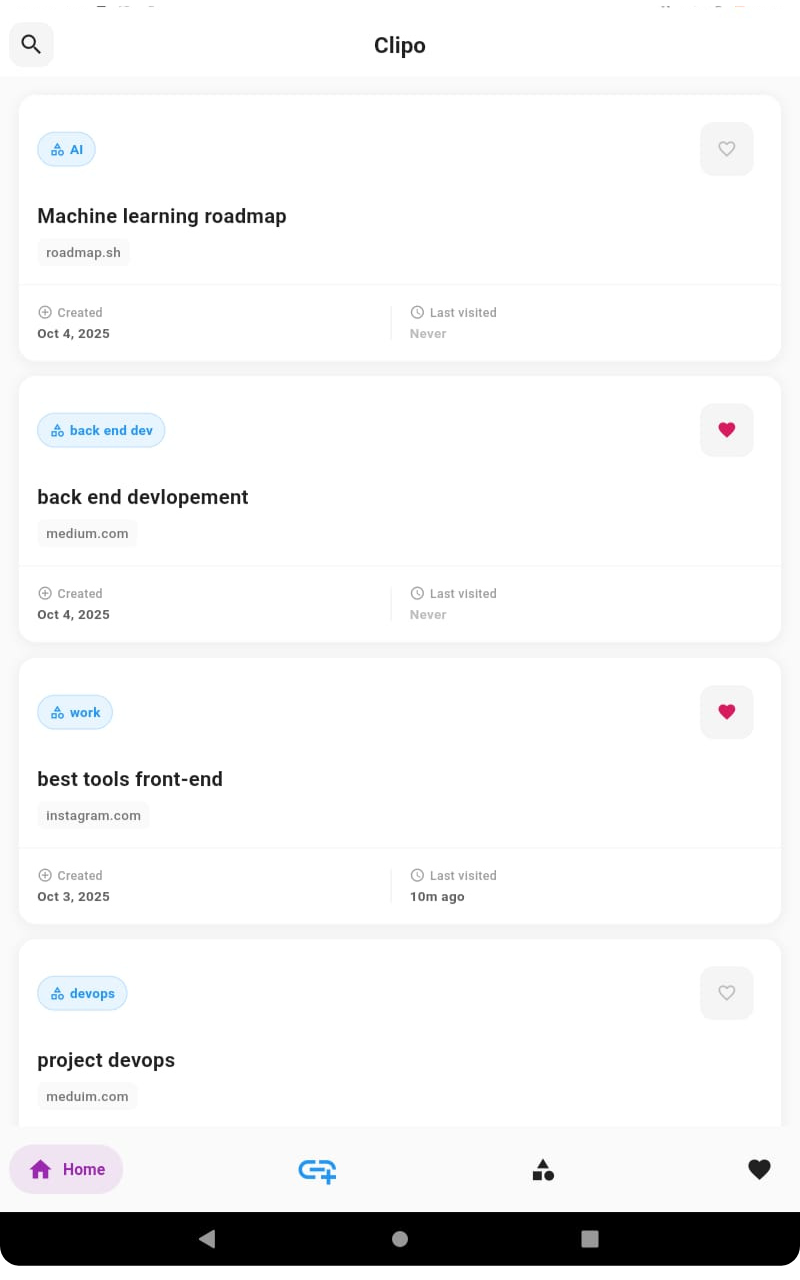 Clipo
AI
Machine learning roadmap
roadmap.sh
Created
Last visited
Oct 4, 2025
Never
back end dev
back end devlopement
medium.com
Created
Last visited
Oct 4, 2025
Never
work
best tools front-end
instagram.com
Created
Last visited
Oct 3, 2025
10m ago
devops
project devops
meduim.com
Home